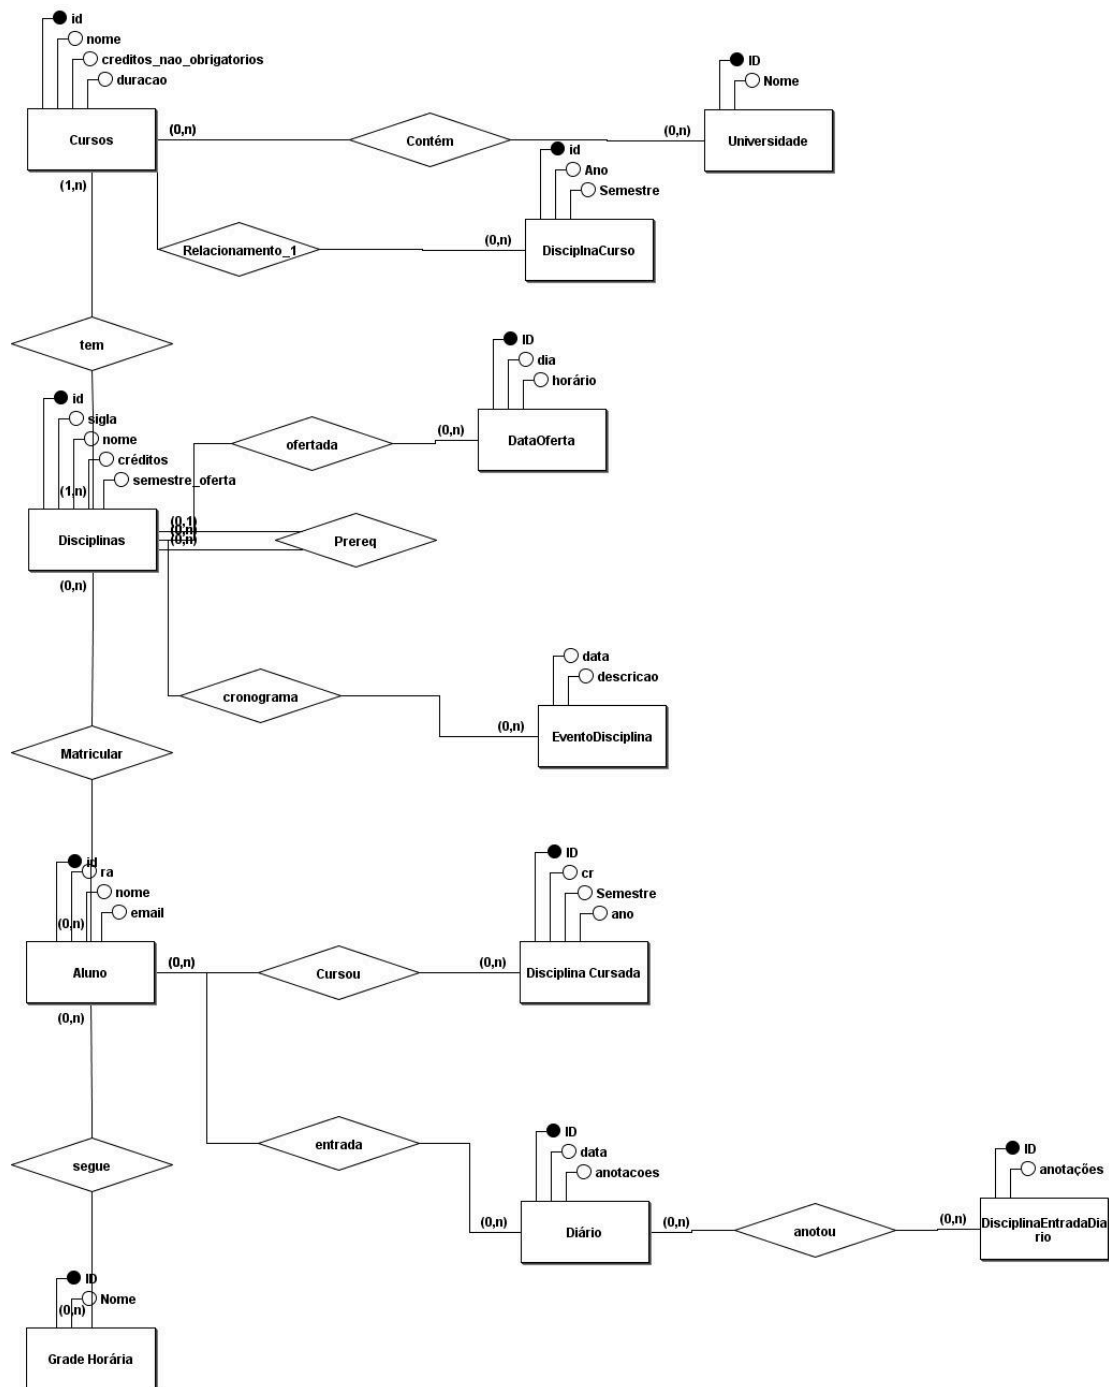 id
nome
creditos_nao_obrigatorios
duracao
Cursos
(0,n)
Contém
(0,n)
ID
Nome
Universidade
(1,n)
id
Ano
Semestre
Relacionamento_1
(0,n)
DisciplnaCurso
tem
ID
dia
horário
id
sigla
nome
créditos
semestre_oferta
(1,n)
ofertada
(0,n)
DataOferta
Disciplinas
(0,1)
(0,n)
(0,n)
Prereq
(0,n)
data
descricao
cronograma
(0,n)
EventoDisciplina
Matricular
id
ra
nome
email
(0,n)
Aluno
(0,n)
Cursou
(0,n)
ID
cr
Semestre
ano
Disciplina Cursada
(0,n)
entrada
ID
data
anotacoes
(0,n)
Diário
(0,n)
anotou
(0,n)
ID
anotações
DisciplinaEntradaDia
rio
segue
ID
Nome
(0,n)
Grade Horária